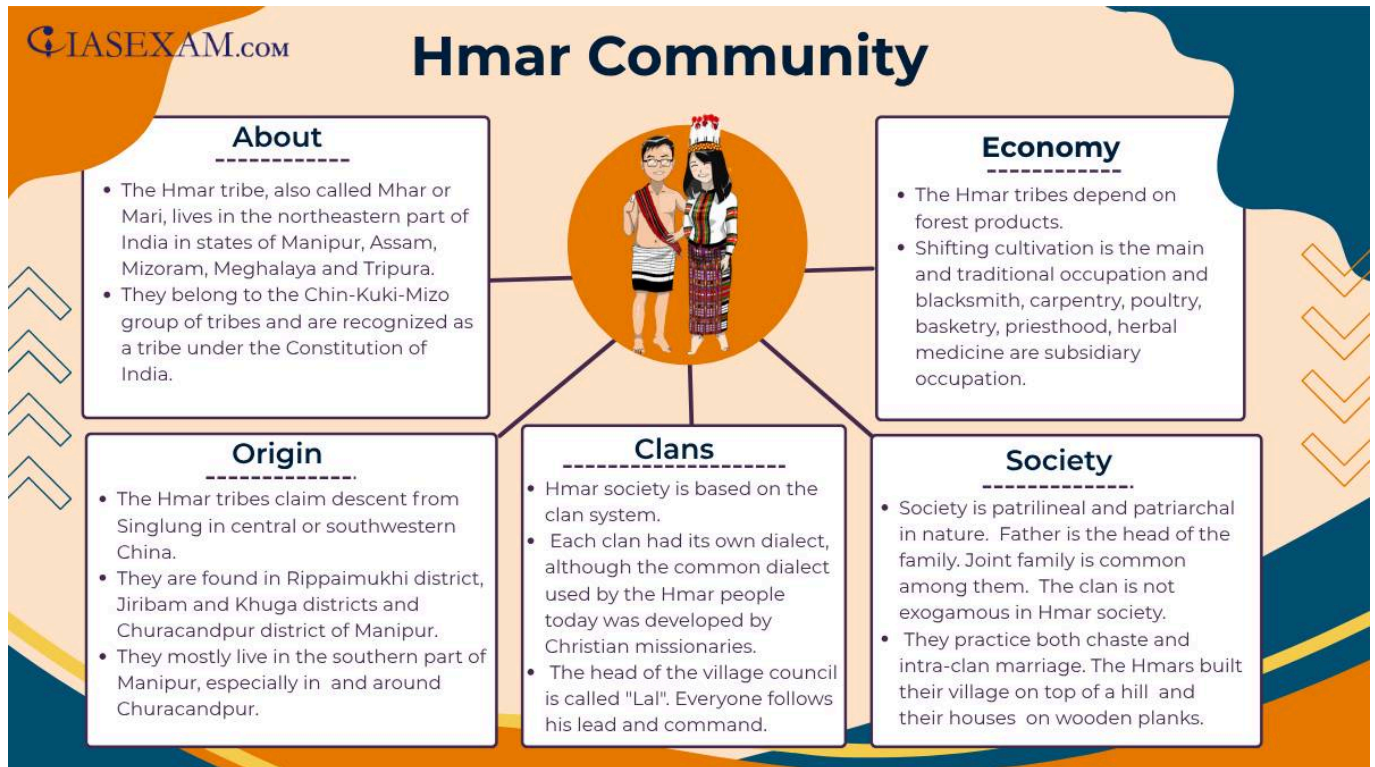 IASEXAM.COM
Hmar Community
About
The Hmar tribe, also called Mhar or
Mari, lives in the northeastern part of
India in states of Manipur, Assam,
Mizoram, Meghalaya and Tripura.
They belong to the Chin-Kuki-Mizo
group of tribes and are recognized as
a tribe under the Constitution of
India.
Economy
The Hmar tribes depend on
forest products.
Shifting cultivation is the main
and traditional occupation and
blacksmith, carpentry, poultry,
basketry, priesthood, herbal
medicine are subsidiary
occupation.
Origin
The Hmar tribes claim descent from
Singlung in central or southwestern
China.
They are found in Rippaimukhi district,
Jiribam and Khuga districts and
Churacandpur district of Manipur.
They mostly live in the southern part of
Manipur, especially in and around
Churacandpur.
Clans
Hmar society is based on the
clan system.
Each clan had its own dialect,
although the common dialect
used by the Hmar people
today was developed by
Christian missionaries.
The head of the village council
is called "Lal". Everyone follows
his lead and command.
Society
Society is patrilineal and patriarchal
in nature. Father is the head of the
family. Joint family is common
among them. The clan is not
exogamous in Hmar society.
They practice both chaste and
intra-clan marriage. The Hmars built
their village on top of a hill and
their houses on wooden planks.